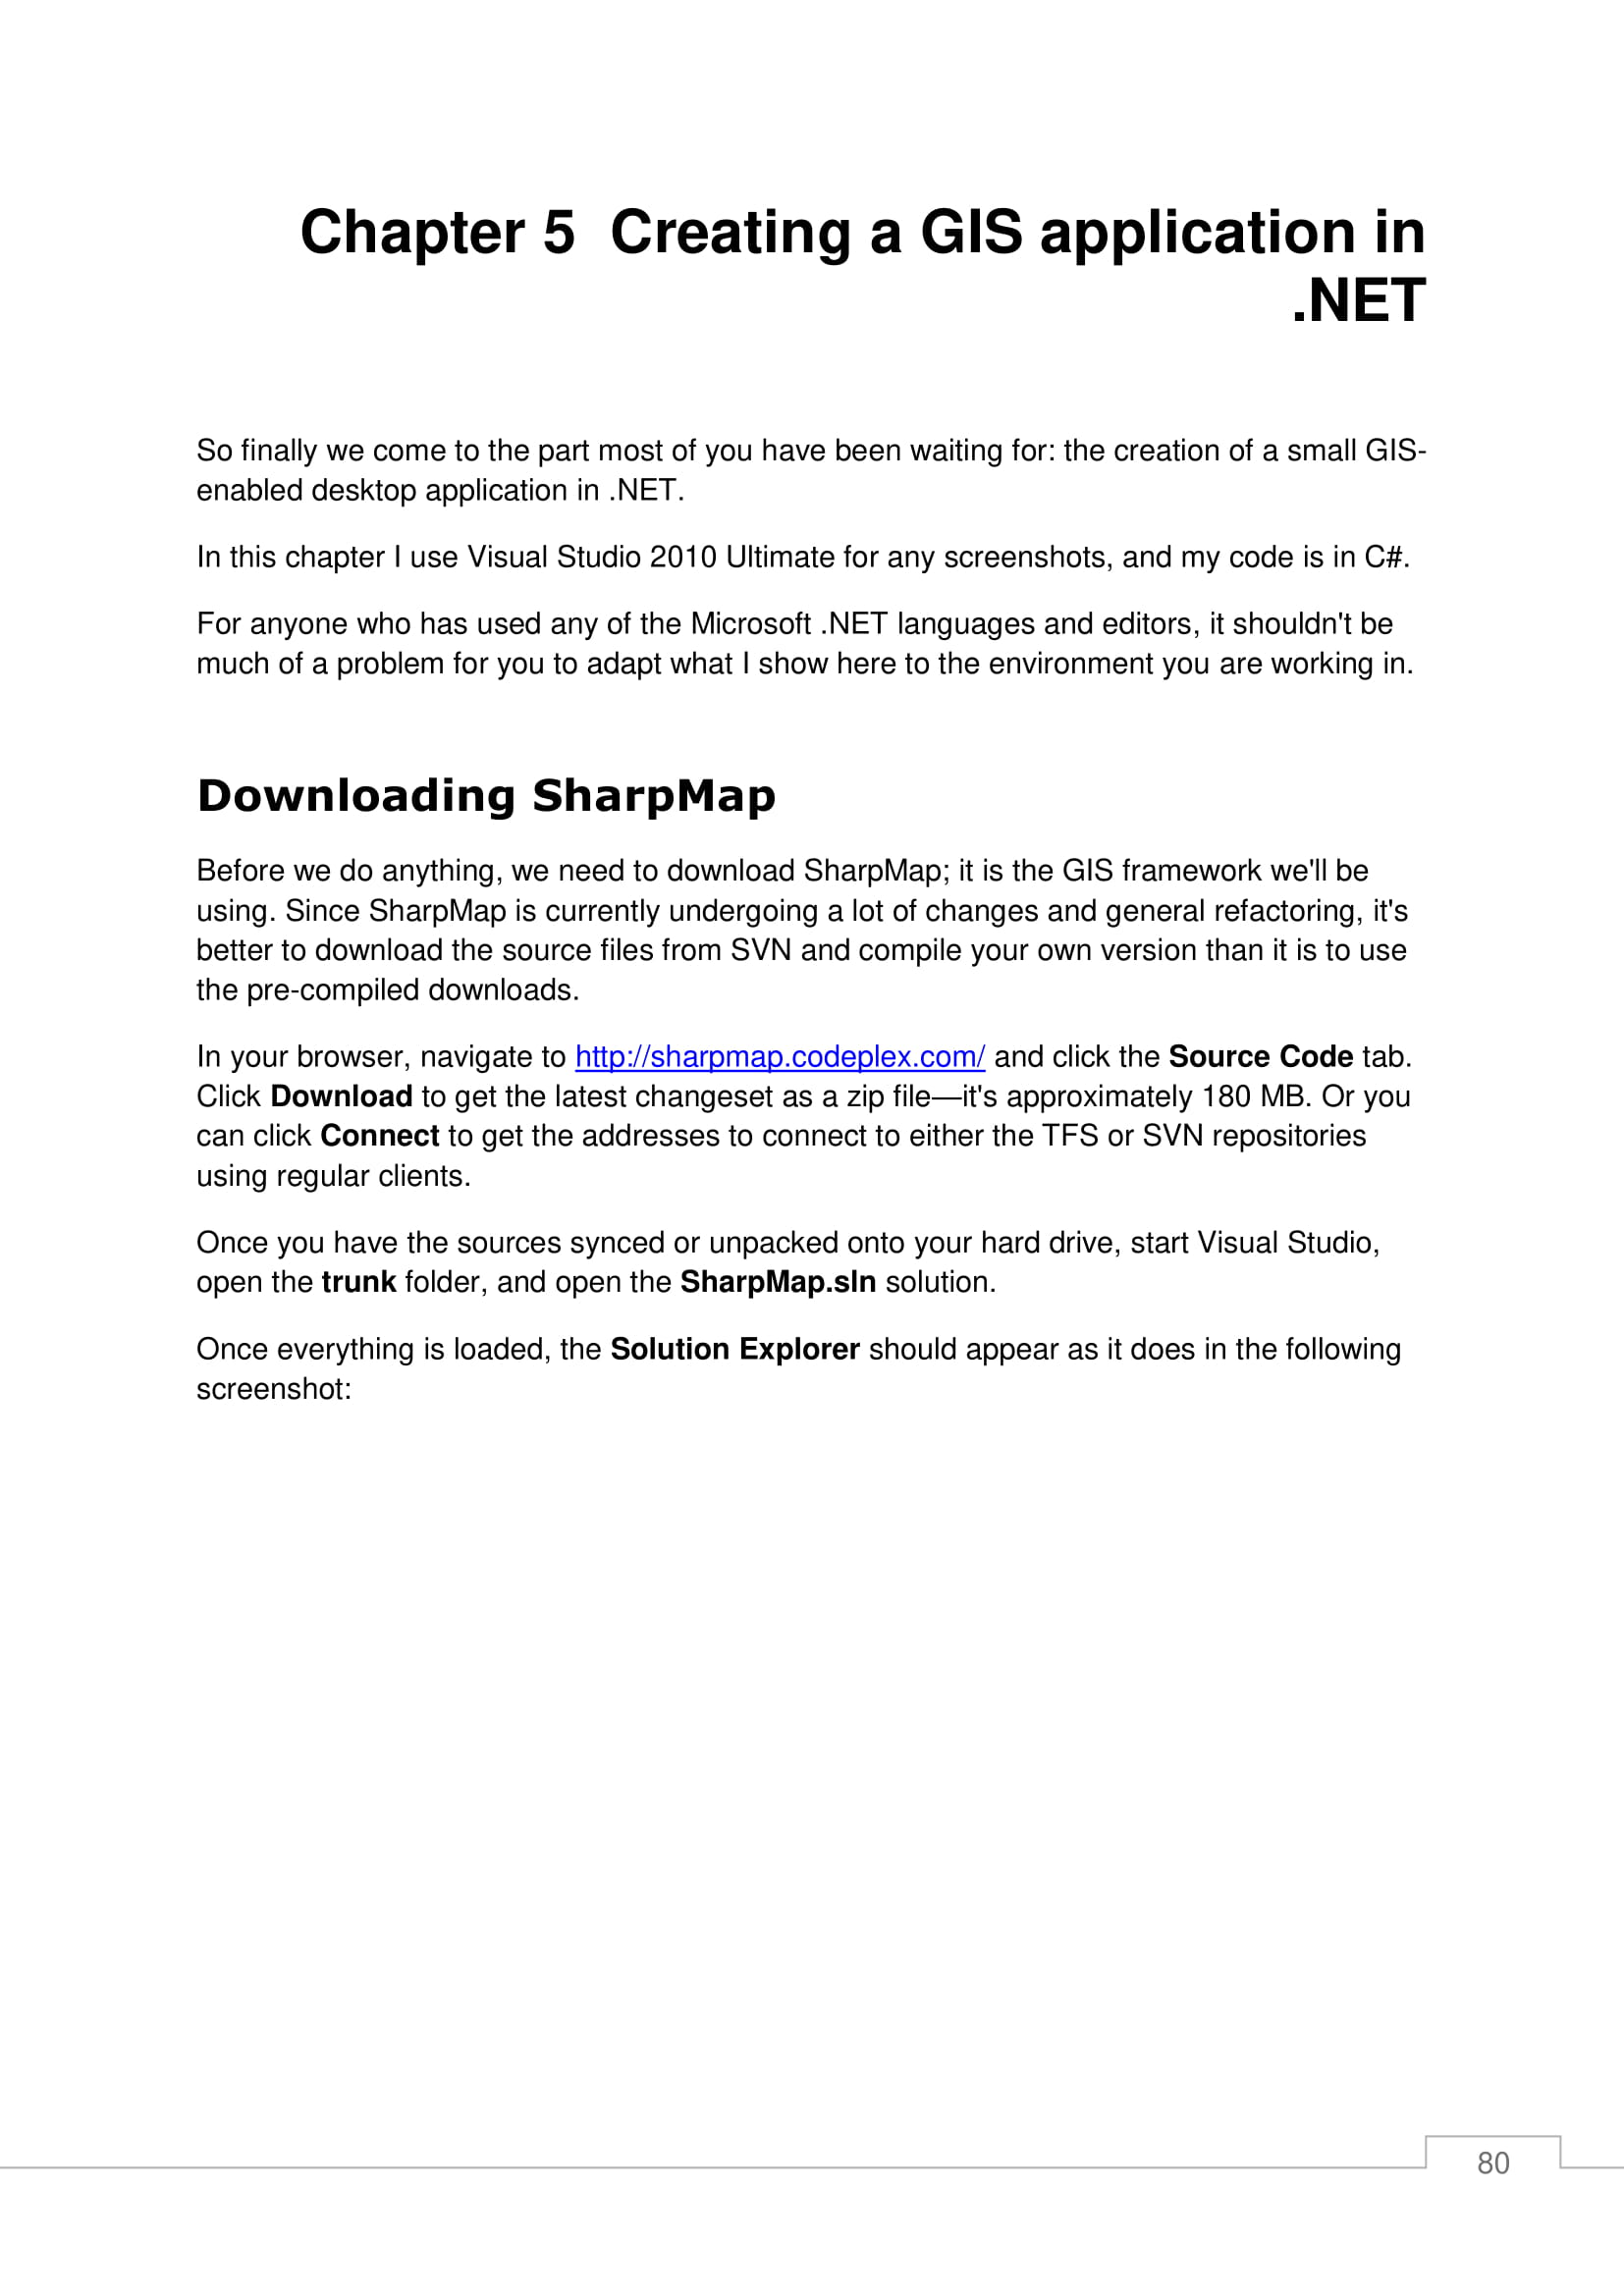 Chapter 5  Creating a GIS application in
.NET
So finally we come to the part most of you have been waiting for: the creation of a small GIS-
enabled desktop application in .NET.
In this chapter I use Visual Studio 2010 Ultimate for any screenshots, and my code is in C#.
For anyone who has used any of the Microsoft .NET languages and editors, it shouldn't be
much of a problem for you to adapt what I show here to the environment you are working in.
Downloading SharpMap
Before we do anything, we need to download SharpMap; it is the GIS framework we'll be
using. Since SharpMap is currently undergoing a lot of changes and general refactoring, it's
better to download the source files from SVN and compile your own version than it is to use
the pre-compiled downloads.
In your browser, navigate to http://sharpmap.codeplex.com/ and click the Source Code tab.
Click Download to get the latest changeset as a zip file—it's approximately 180 MB. Or you
can click Connect to get the addresses to connect to either the TFS or SVN repositories
using regular clients.
Once you have the sources synced or unpacked onto your hard drive, start Visual Studio,
open the trunk folder, and open the SharpMap.sln solution.
Once everything is loaded, the Solution Explorer should appear as it does in the following
screenshot:
80